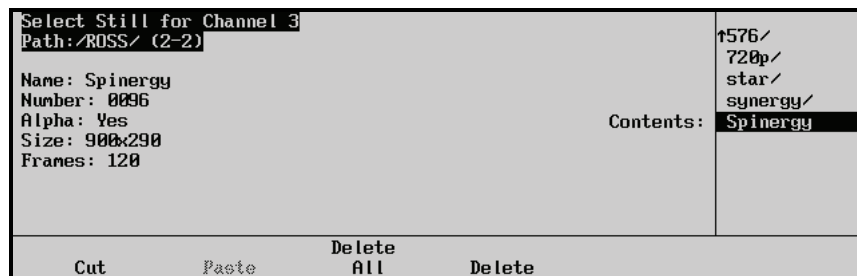 Select Still for Channel 3
Path:/ROSS/ (2-2)
Name: Spinergy
Number: 0096
Alpha: Yes
Size: 900x290
Frames: 120
Contents:
↑576/
720p/
star/
synergy/
Spinergy
Cut
Paste
Delete
All
Delete